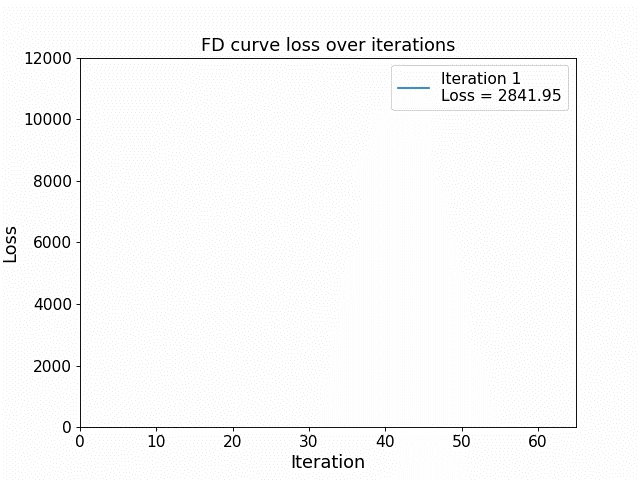 FD curve loss over iterations
Iteration 1
Loss = 2841.95
12000
10000
8000
6000
4000
2000
0
Loss
0 10 20 30 40 50 60
Iteration